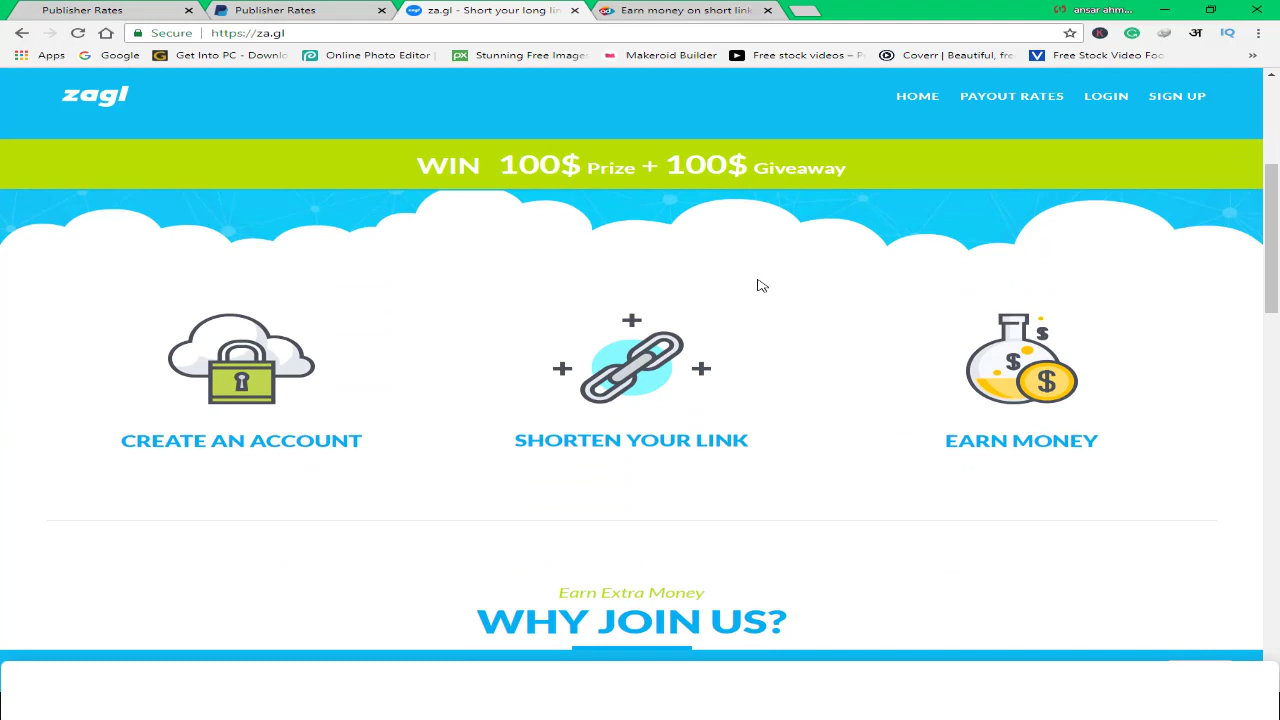 Publisher Rates
Publisher Rates
za.gl - Short your long lin
Earn money on short link
ansar ahm...
Secure
https://za.gl
अ
IQ
Apps
Google
Get Into PC - Downlo
Online Photo Editor |
Stunning Free Image
Makeroid Builder
Free stock videos – P
Coverr | Beautiful, fre
Free Stock Video Foo
zagl
HOME
PAYOUT RATES
LOGIN
SIGN UP
WIN 100$ Prize + 100$ Giveaway
CREATE AN ACCOUNT
SHORTEN YOUR LINK
EARN MONEY
Earn Extra Money
WHY JOIN US?